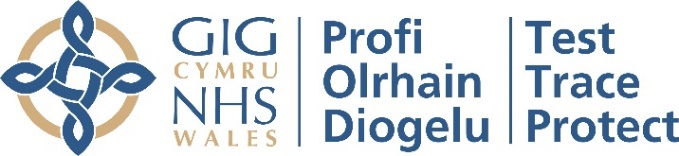 GIG
CYMRU
NHS
WALES
Profi
Olrhain
Diogelu
Test
Trace
Protect